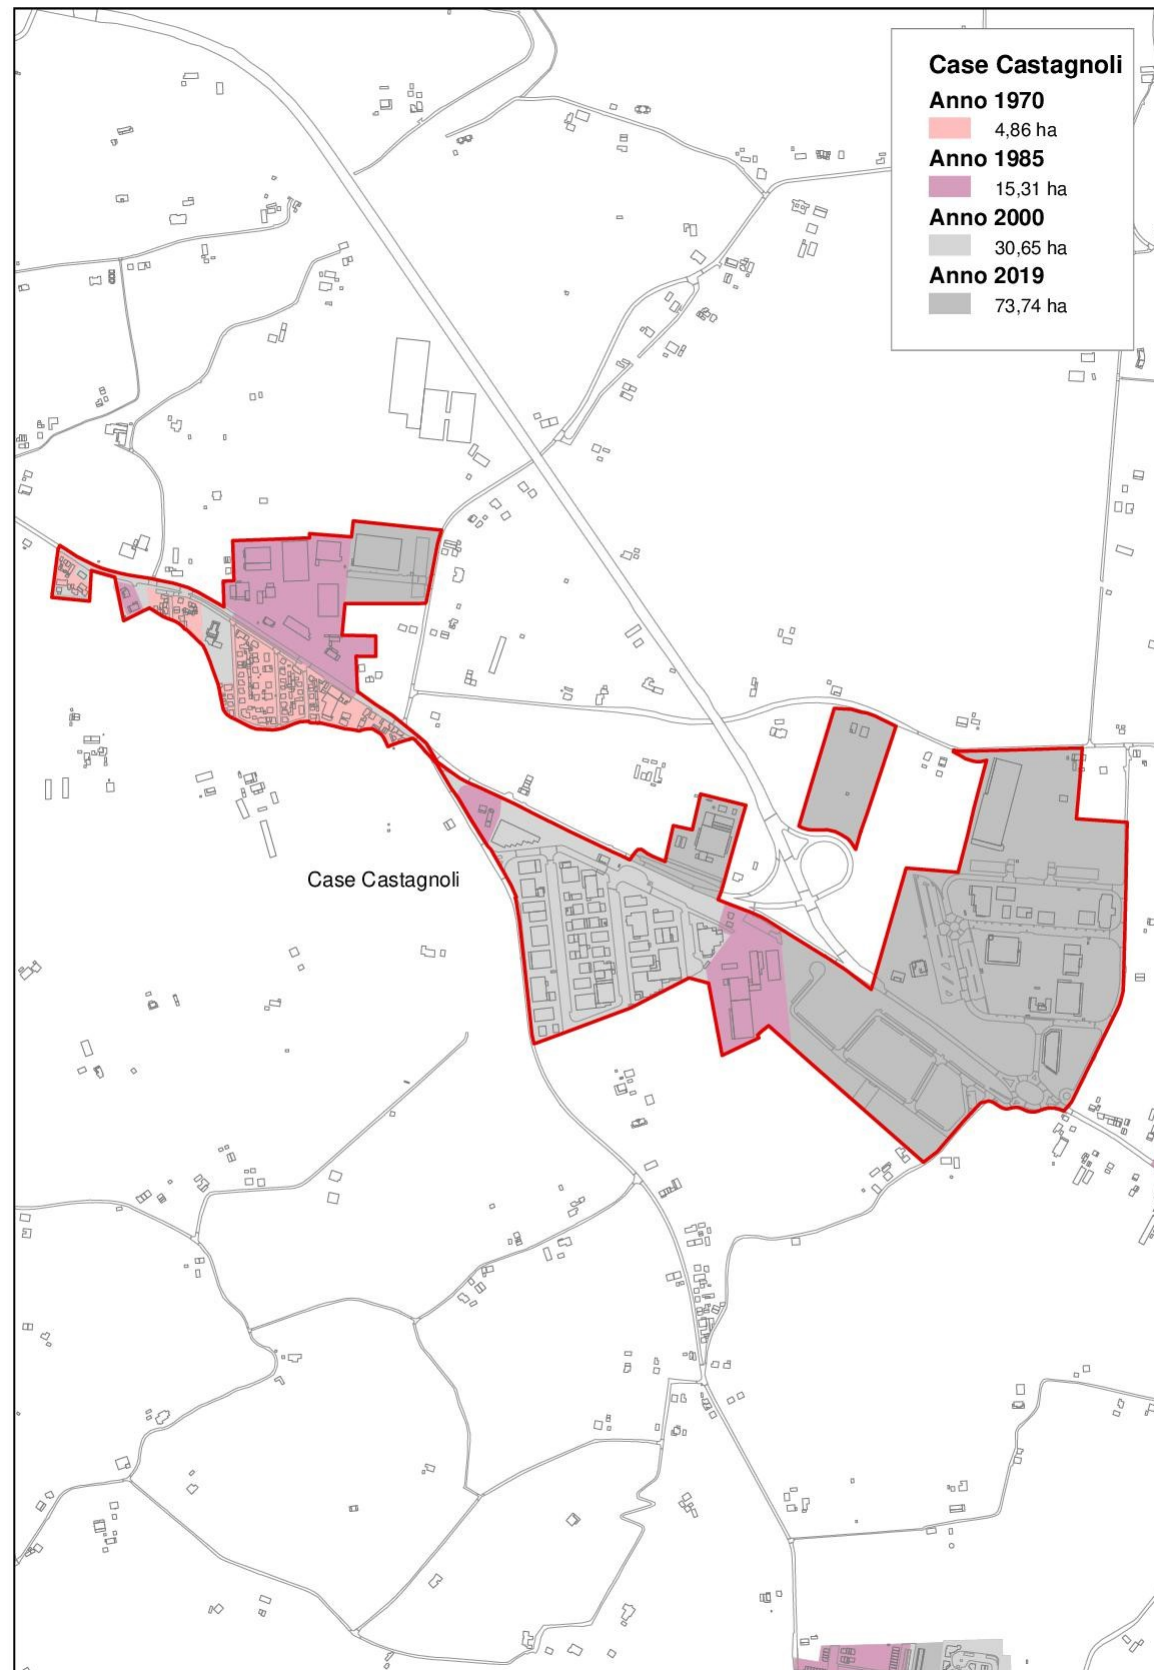 Case Castagnoli
Anno 1970
4,86 ha
Anno 1985
15,31 ha
Anno 2000
30,65 ha
Anno 2019
73,74 ha
Case Castagnoli